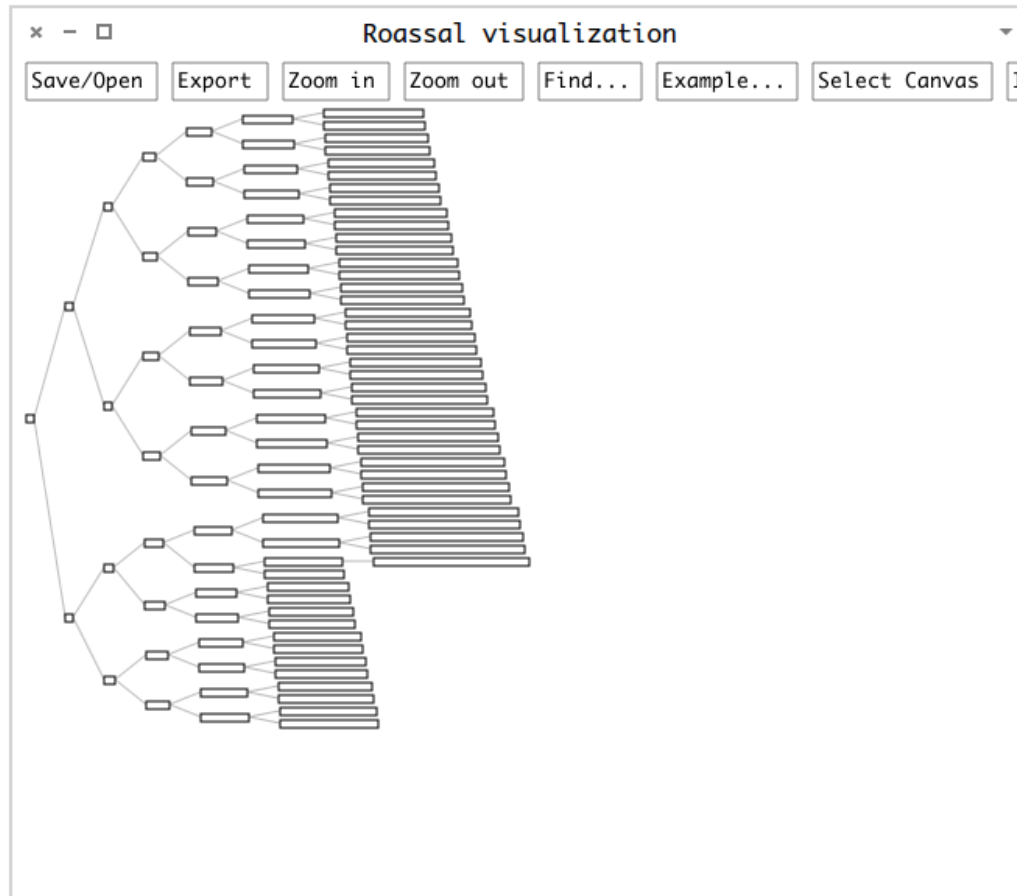 Roassal visualization
Save/Open Export Zoom in Zoom out Find... Example... Select Canvas